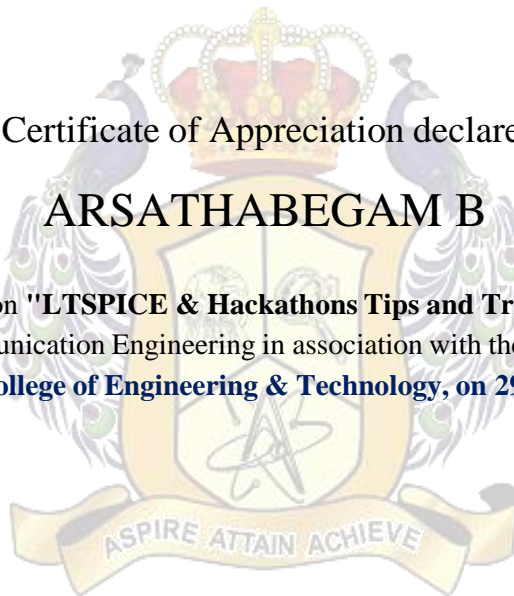 Certificate of Appreciation declare
ARSATHABEGAM B
on "LTSPICE & Hackathons Tips and Tr
unication Engineering in association with the
ollege of Engineering & Technology, on 29
ASPIRE ATTAIN ACHIEVE